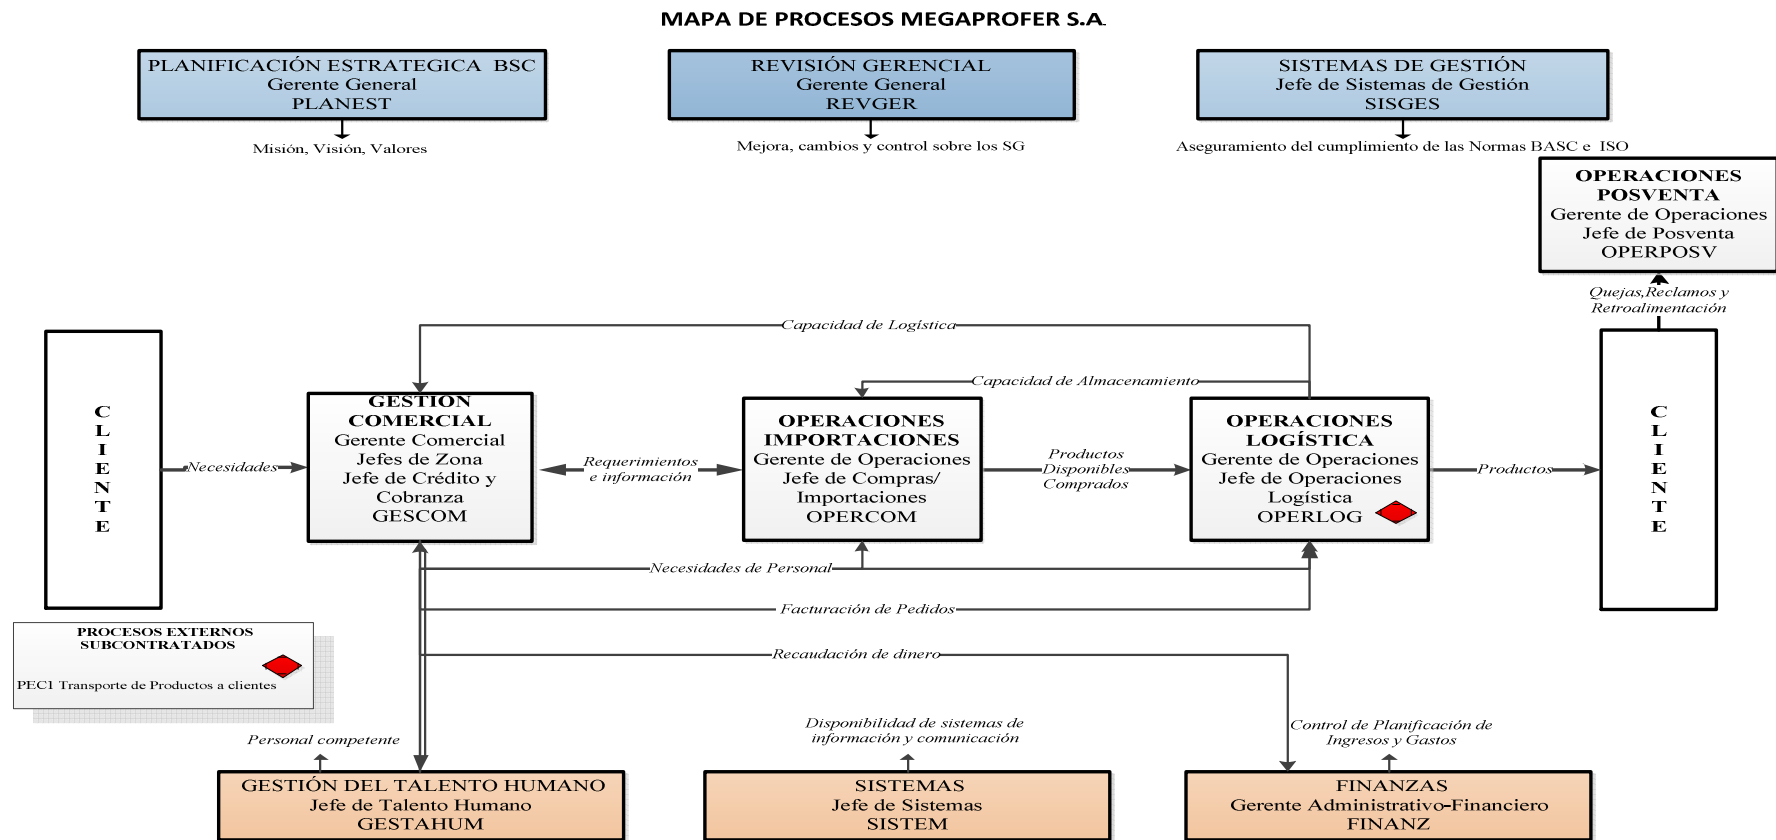 MAPA DE PROCESOS MEGAPROFER S.A.
PLANIFICACIÓN ESTRATEGICA BSC
Gerente General
PLANEST
Misión, Visión, Valores
REVISIÓN GERENCIAL
Gerente General
REVGER
Mejora, cambios y control sobre los SG
SISTEMAS DE GESTIÓN
Jefe de Sistemas de Gestión
SISGES
Aseguramiento del cumplimiento de las Normas BASC e ISO
OPERACIONES
POSVENTA
Gerente de Operaciones
Jefe de Posventa
OPERPOSV
Quejas,Reclamos y
Retroalimentación
Capacidad de Logística
Capacidad de Almacenamiento
CLIENTE
Necesidades
GESTION
COMERCIAL
Gerente Comercial
Jefes de Zona
Jefe de Crédito y
Cobranza
GESCOM
Requerimientos
e información
OPERACIONES
IMPORTACIONES
Gerente de Operaciones
Jefe de Compras/
Importaciones
OPERCOM
Productos
Disponibles
Comprados
OPERACIONES
LOGÍSTICA
Gerente de Operaciones
Jefe de Operaciones
Logística
OPERLOG
Productos
CLIENTE
Necesidades de Personal
Facturación de Pedidos
Recaudación de dinero
PROCESOS EXTERNOS
SUBCONTRATADOS
PEC1 Transporte de Productos a clientes
Personal competente
GESTIÓN DEL TALENTO HUMANO
Jefe de Talento Humano
GESTAHUM
Disponibilidad de sistemas de
información y comunicación
SISTEMAS
Jefe de Sistemas
SISTEM
Control de Planificación de
Ingresos y Gastos
FINANZAS
Gerente Administrativo-Financiero
FINANZ